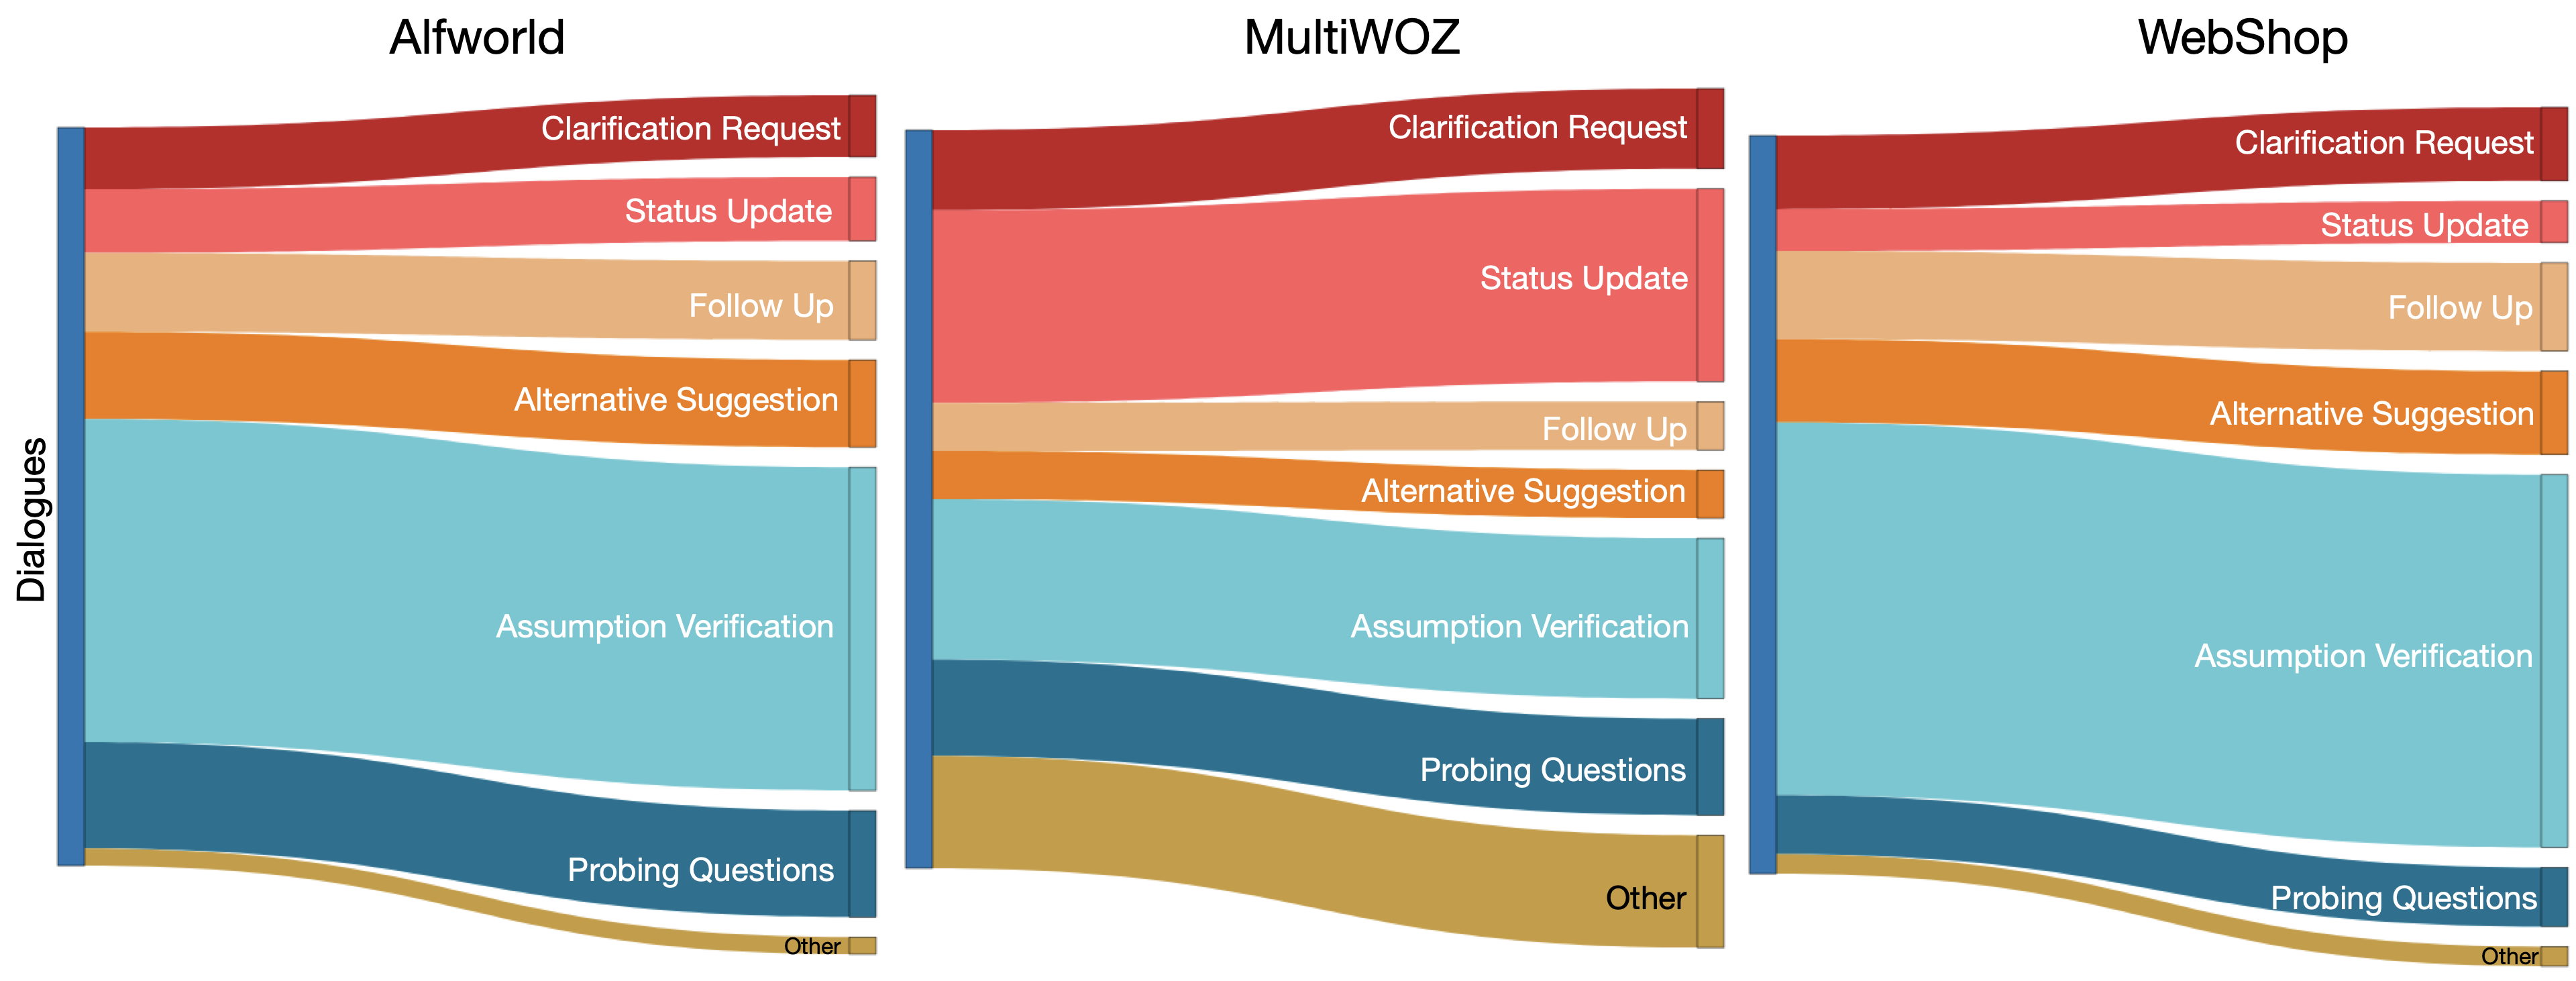 Alfworld
MultiWOZ
WebShop
Dialogues
Clarification Request
Status Update
Follow Up
Alternative Suggestion
Assumption Verification
Probing Questions
Other
Clarification Request
Status Update
Follow Up
Alternative Suggestion
Assumption Verification
Probing Questions
Other
Clarification Request
Status Update
Follow Up
Alternative Suggestion
Assumption Verification
Probing Questions
Other